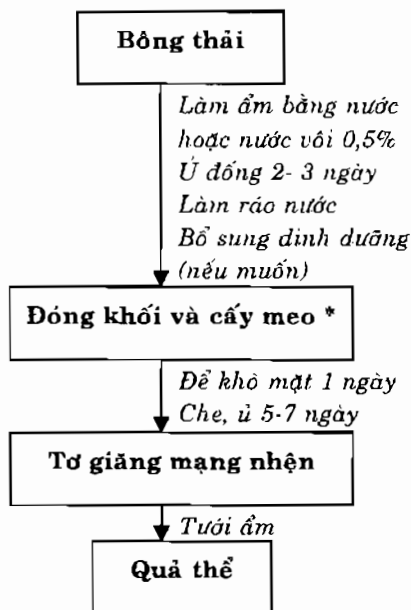 Bông thải
Làm ẩm bằng nước
hoặc nước vôi 0,5%
Ủ đống 2- 3 ngày
Làm ráo nước
Bổ sung dinh dưỡng
(nếu muốn)
Đóng khối và cấy meo *
Để khô mặt 1 ngày
Che, ủ 5-7 ngày
Tơ giăng mạng nhện
Tưới ẩm
Quả thể